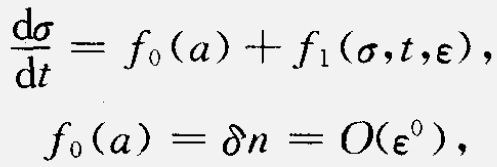 dσ/dt = f₀(a) + f₁(σ,t,ε),
f₀(a) = δn = O(ε⁰),